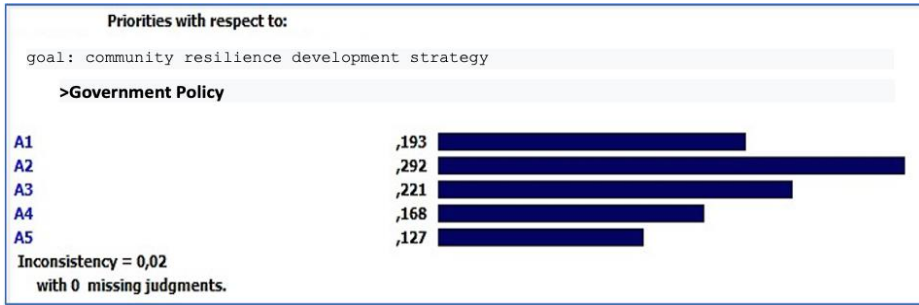 Priorities with respect to:
goal: community resilience development strategy
>Government Policy
A1 ,193
A2 ,292
A3 ,221
A4 ,168
A5 ,127
Inconsistency = 0,02
with 0 missing judgments.